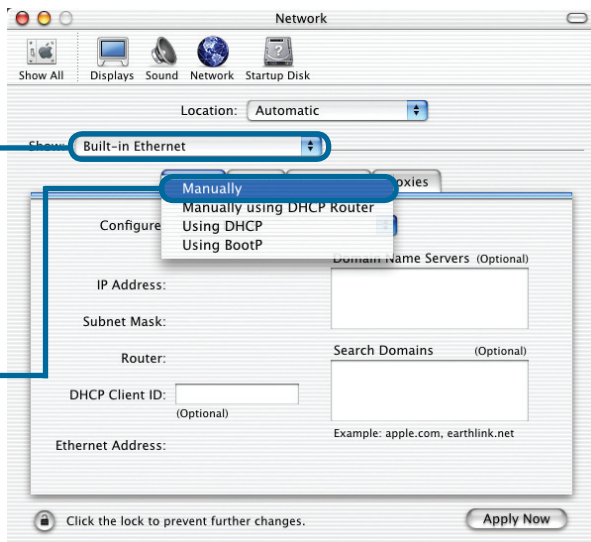 Network
Show All Displays Sound Network Startup Disk
Location: Automatic
Show: Built-in Ethernet
Proxies
Configure
Manually
Manually using DHCP Router
Using DHCP
Using BootP
Domain Name Servers (Optional)
IP Address:
Subnet Mask:
Router:
Search Domains (Optional)
DHCP Client ID:
(Optional)
Example: apple.com, earthlink.net
Ethernet Address:
Click the lock to prevent further changes.
Apply Now